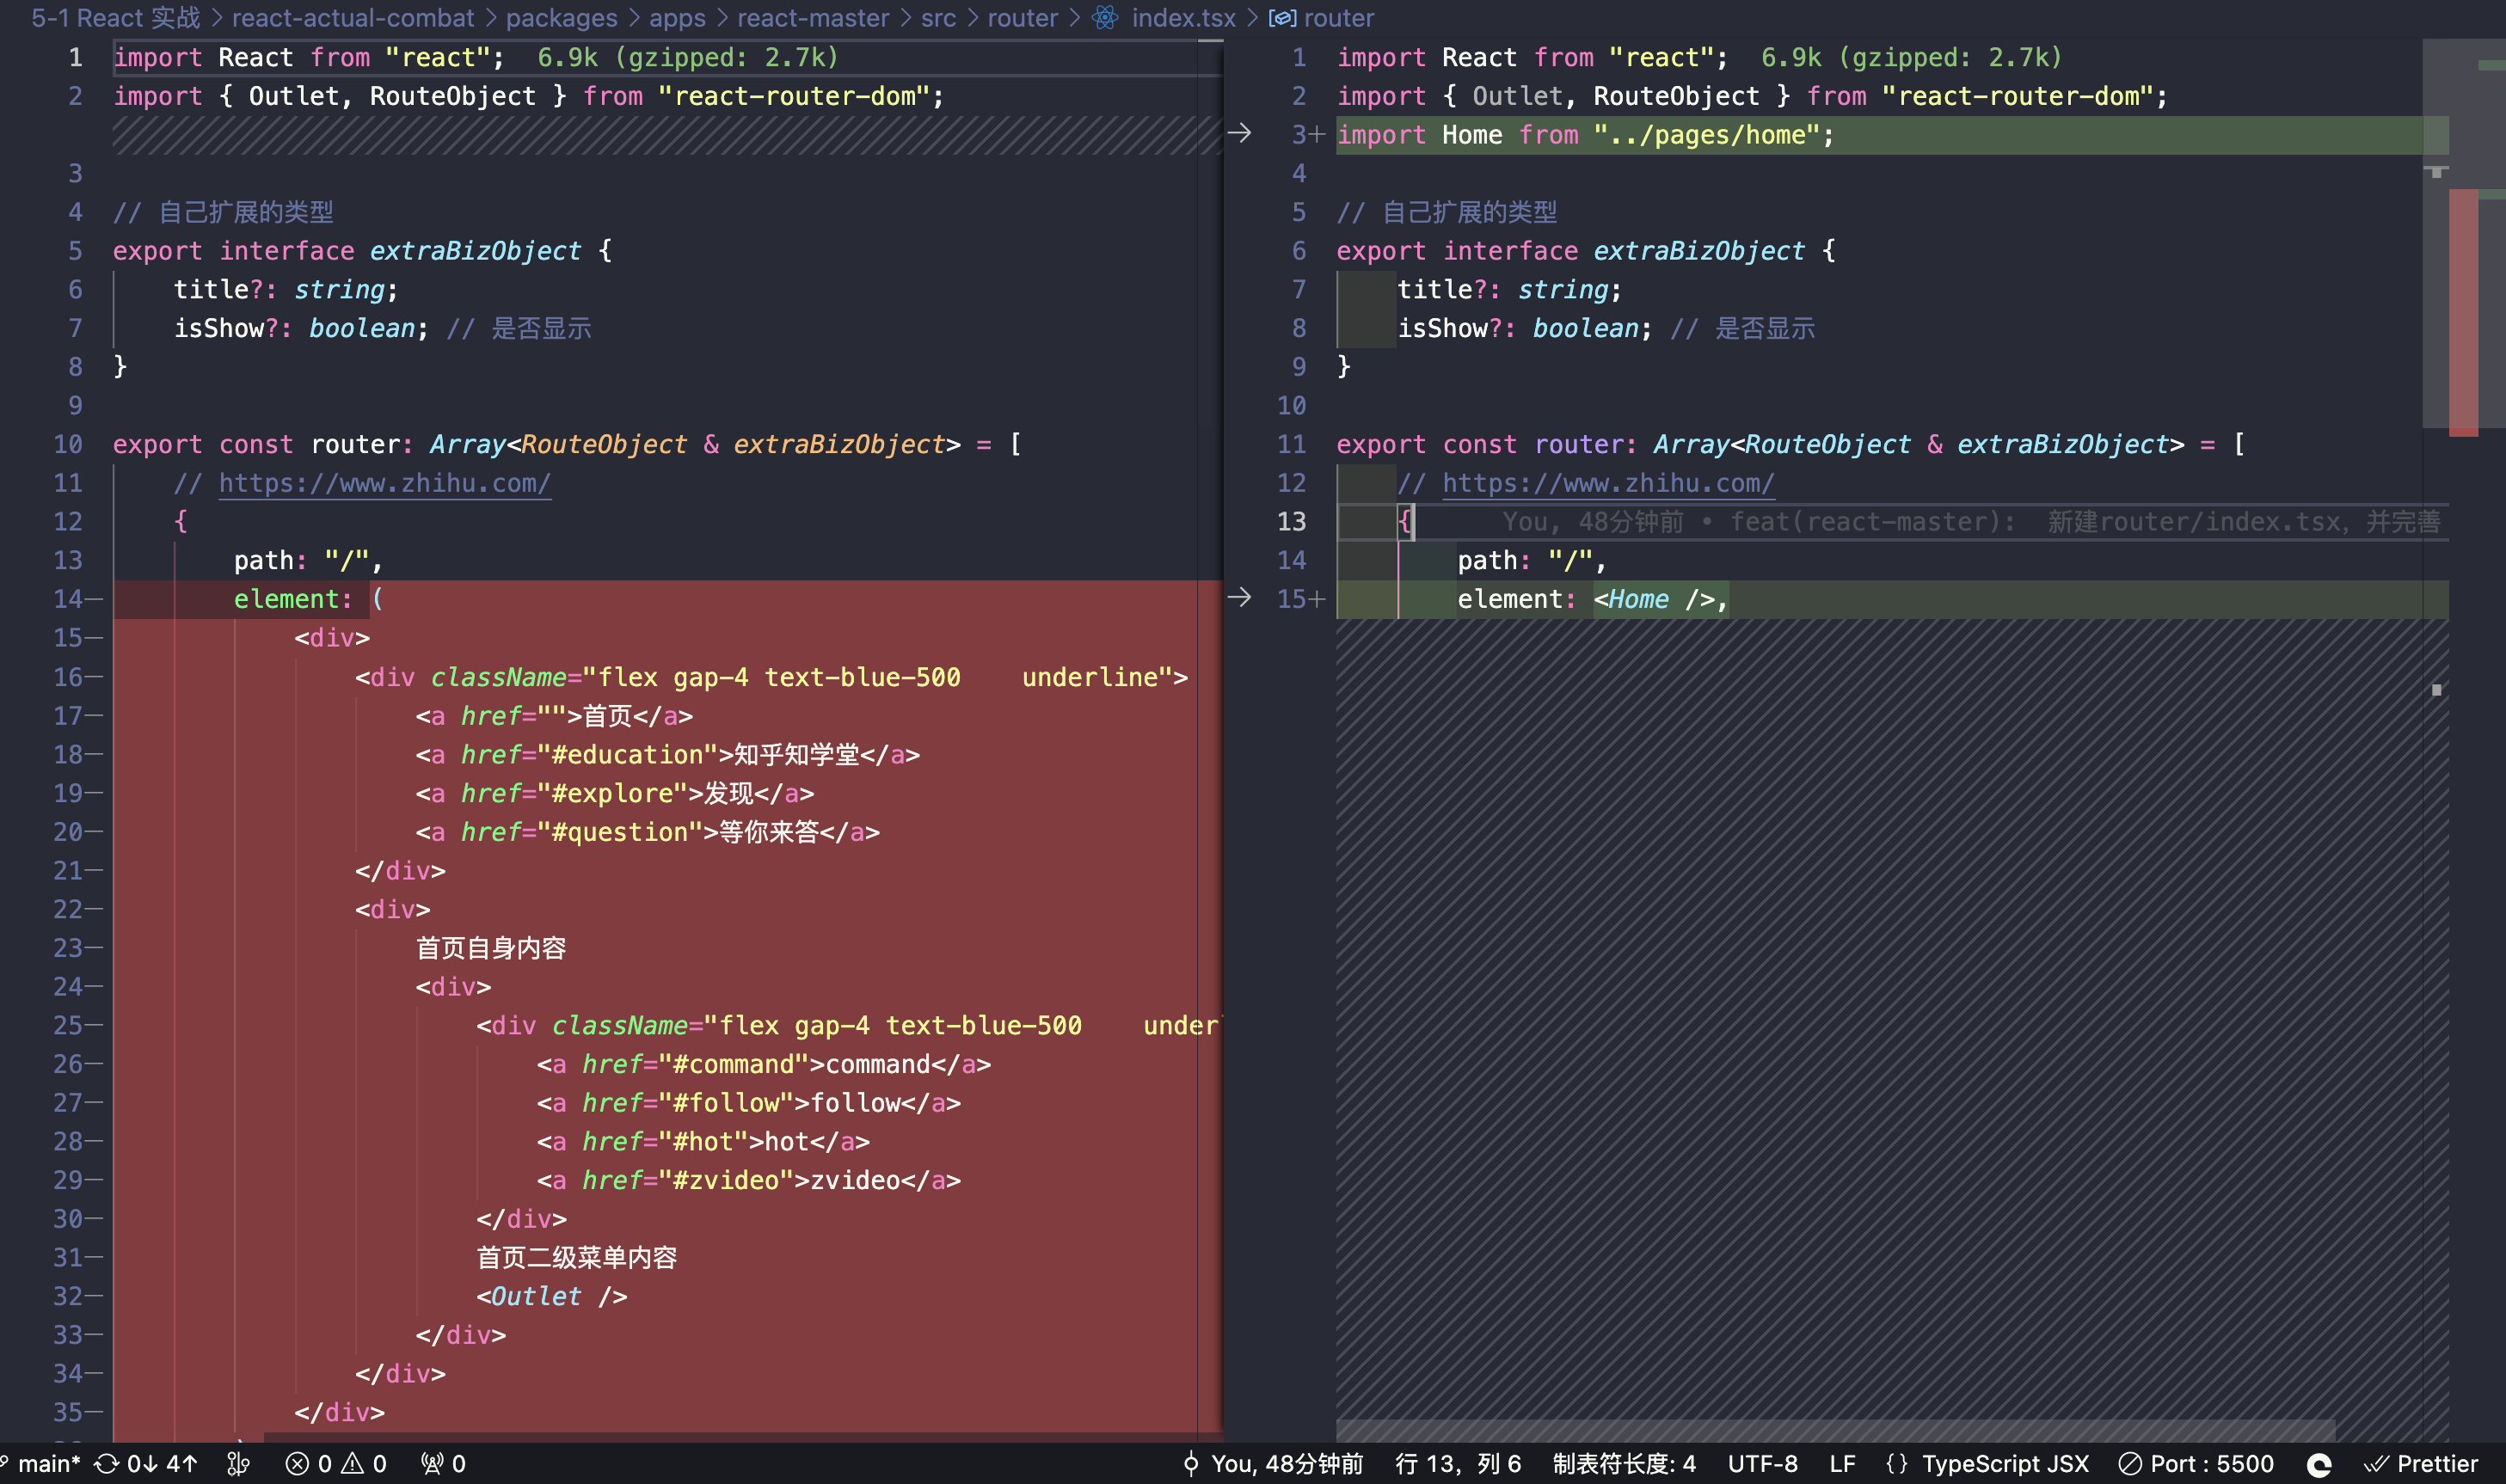 5-1 React 实战 > react-actual-combat > packages > apps > react-master > src > router > index.tsx > router
1 import React from "react"; 6.9k (gzipped: 2.7k)
2 import { Outlet, RouteObject } from "react-router-dom";
3
4 // 自己扩展的类型
5 export interface extraBizObject {
6 title?: string;
7 isShow?: boolean; // 是否显示
8 }
9
10 export const router: Array<RouteObject & extraBizObject> = [
11 // https://www.zhihu.com/
12 {
13 path: "/",
14— element: (
15— <div>
16— <div className="flex gap-4 text-blue-500    underline">
17— <a href="">首页</a>
18— <a href="#education">知乎知学堂</a>
19— <a href="#explore">发现</a>
20— <a href="#question">等你来答</a>
21— </div>
22— <div>
23— 首页自身内容
24— <div>
25— <div className="flex gap-4 text-blue-500    under
26— <a href="#command">command</a>
27— <a href="#follow">follow</a>
28— <a href="#hot">hot</a>
29— <a href="#zvideo">zvideo</a>
30— </div>
31— 首页二级菜单内容
32— <Outlet />
33— </div>
34— </div>
35— </div>
1 import React from "react"; 6.9k (gzipped: 2.7k)
2 import { Outlet, RouteObject } from "react-router-dom";
3+ import Home from "../pages/home";
4
5 // 自己扩展的类型
6 export interface extraBizObject {
7 title?: string;
8 isShow?: boolean; // 是否显示
9 }
10
11 export const router: Array<RouteObject & extraBizObject> = [
12 // https://www.zhihu.com/
13 { You, 48分钟前 • feat(react-master): 新建router/index.tsx，并完善
14 path: "/",
15+ element: <Home />,
main* 0↓ 4↑ 0 0 0 You, 48分钟前 行 13，列 6 制表符长度: 4 UTF-8 LF {} TypeScript JSX Port : 5500 Prettier